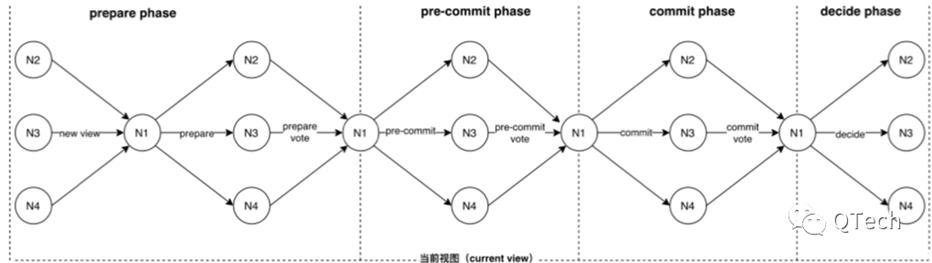 prepare phase
pre-commit phase
commit phase
decide phase
N2
N2
N2
N2
N2
N3
new view
N1
prepare
N3
prepare
vote
N1
pre-commit
N3
pre-commit
vote
N1
commit
N3
commit
vote
N1
decide
N3
N4
N4
N4
N4
N4
QTech
当前视图（current view）